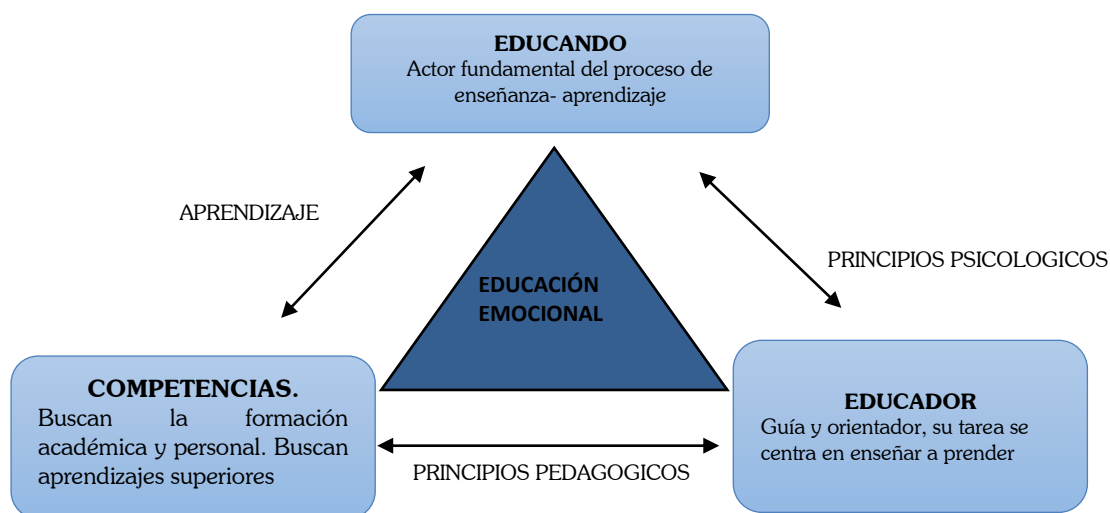 EDUCANDO
Actor fundamental del proceso de
enseñanza- aprendizaje
APRENDIZAJE
PRINCIPIOS PSICOLOGICOS
EDUCACIÓN
EMOCIONAL
COMPETENCIAS.
Buscan la formación
académica y personal. Buscan
aprendizajes superiores
EDUCADOR
Guía y orientador, su tarea se
centra en enseñar a prender
PRINCIPIOS PEDAGOGICOS